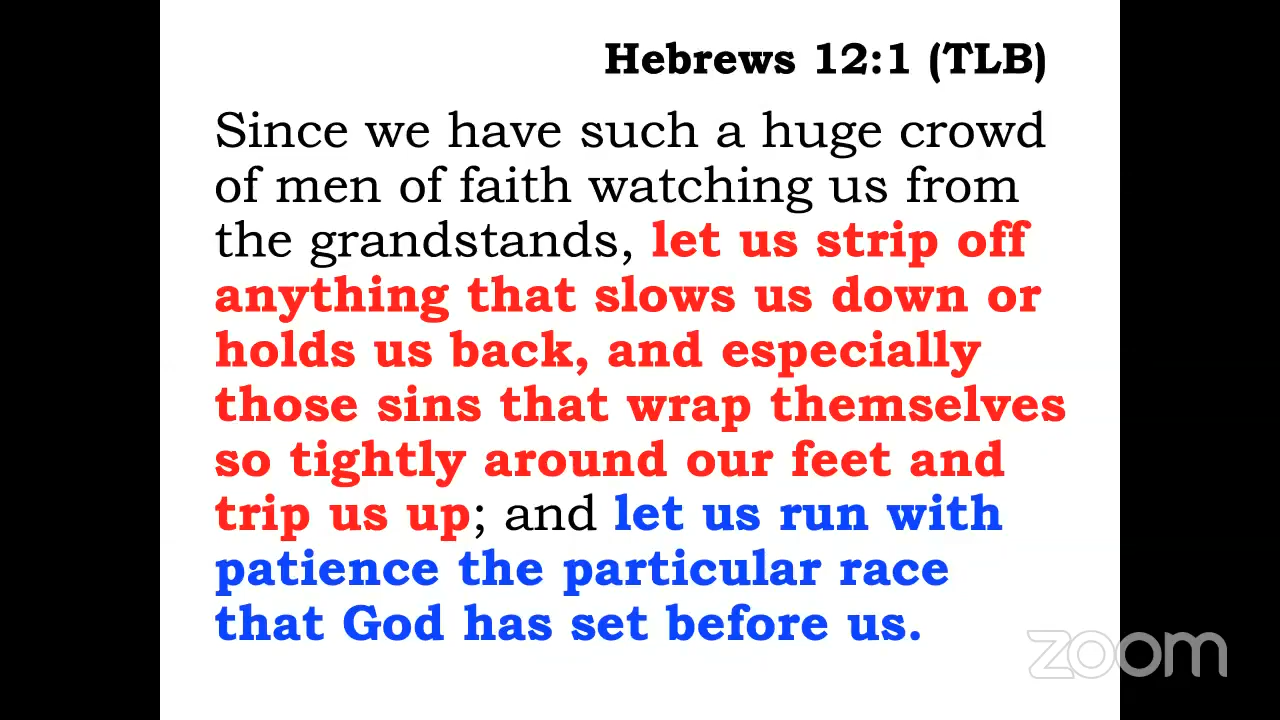 Hebrews 12:1 (TLB)
Since we have such a huge crowd
of men of faith watching us from
the grandstands, let us strip off
anything that slows us down or
holds us back, and especially
those sins that wrap themselves
so tightly around our feet and
trip us up; and let us run with
patience the particular race
that God has set before us.
zoom